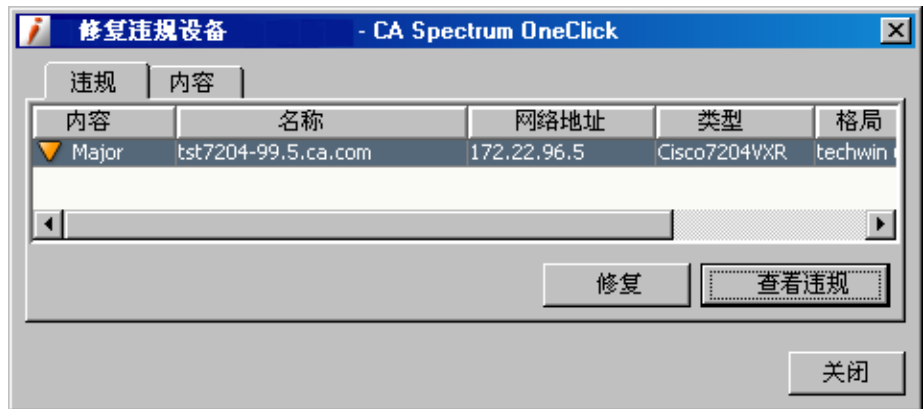 修复违规设备 - CA Spectrum OneClick
违规 内容
内容 名称 网络地址 类型 格局
Major tst7204-99.5.ca.com 172.22.96.5 Cisco7204VXR techwin
修复 查看违规
关闭